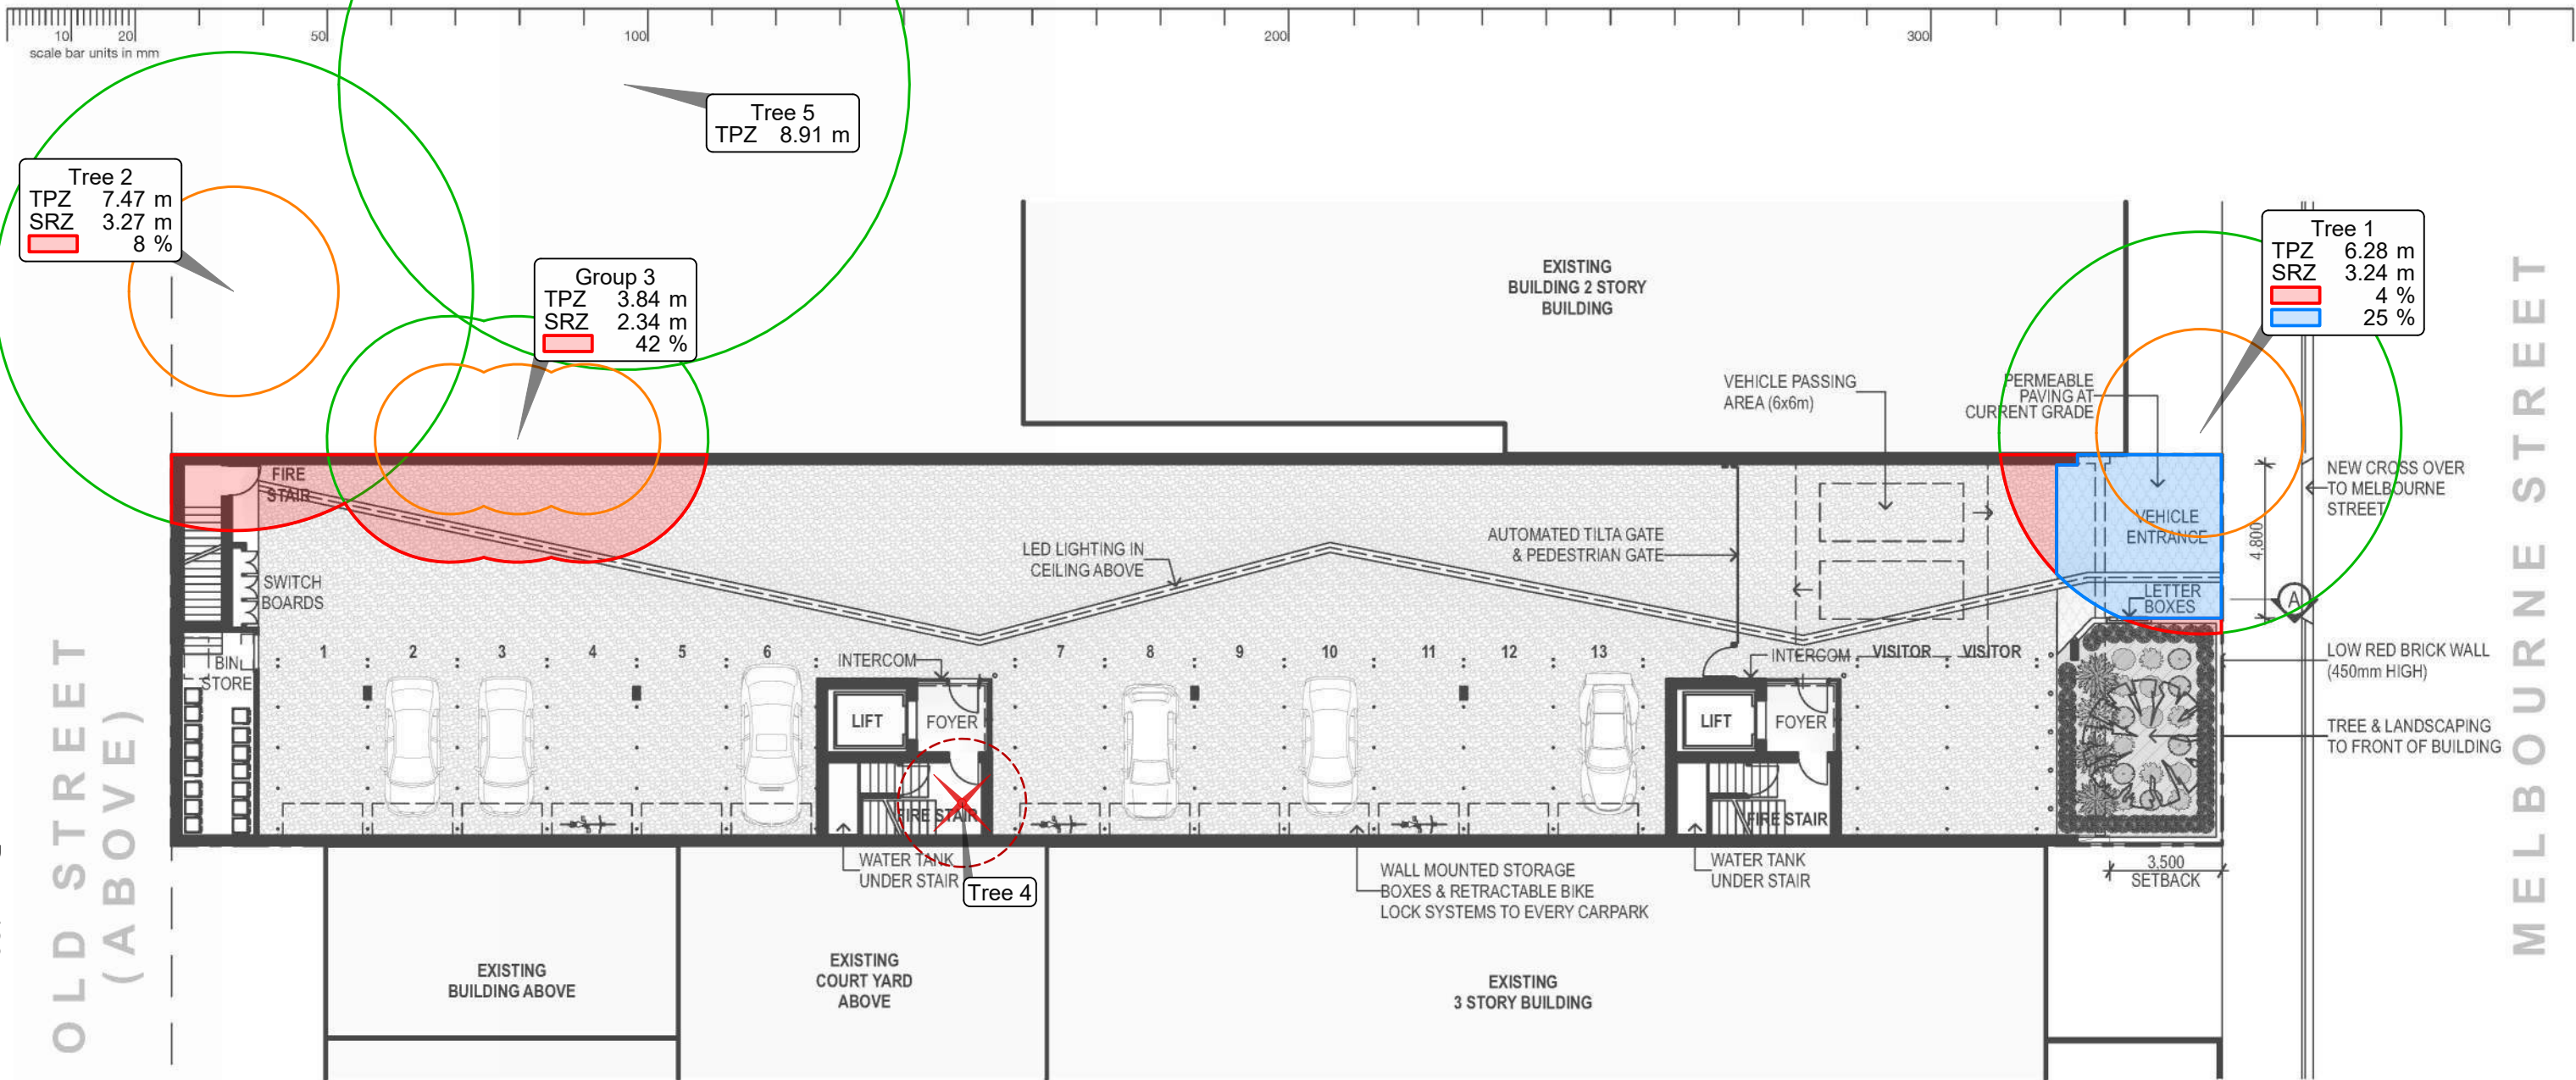 10
20
50
100
200
300
scale bar units in mm
Tree 5
TPZ 8.91 m
Tree 2
TPZ 7.47 m
SRZ 3.27 m
8 %
Group 3
TPZ 3.84 m
SRZ 2.34 m
42 %
Tree 1
TPZ 6.28 m
SRZ 3.24 m
4 %
25 %
EXISTING
BUILDING 2 STORY
BUILDING
VEHICLE PASSING
AREA (6x6m)
PERMEABLE
PAVING AT
CURRENT GRADE
NEW CROSS OVER
TO MELBOURNE
STREET
FIRE
STAIR
LED LIGHTING IN
CEILING ABOVE
AUTOMATED TILTA GATE
& PEDESTRIAN GATE
VEHICLE
ENTRANCE
4,800
SWITCH
BOARDS
LETTER
BOXES
A
BIN
STORE
1
2
3
4
5
6
INTERCOM
7
8
9
10
11
12
13
INTERCOM
VISITOR
VISITOR
LOW RED BRICK WALL
(450mm HIGH)
LIFT
FOYER
LIFT
FOYER
TREE & LANDSCAPING
TO FRONT OF BUILDING
FIRE STAIR
FIRE STAIR
WATER TANK
UNDER STAIR
Tree 4
WALL MOUNTED STORAGE
BOXES & RETRACTABLE BIKE
LOCK SYSTEMS TO EVERY CARPARK
WATER TANK
UNDER STAIR
3,500
SETBACK
EXISTING
BUILDING ABOVE
EXISTING
COURT YARD
ABOVE
EXISTING
3 STORY BUILDING
OLD STREET
(ABOVE)
MELBOURNE STREET